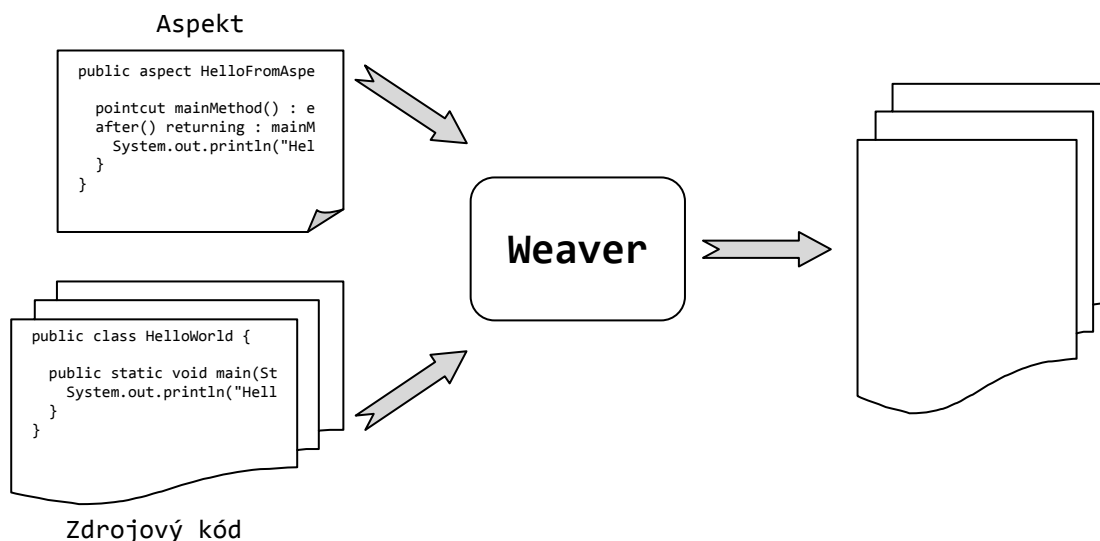 Aspekt
public aspect HelloFromAspe
pointcut mainMethod() : e
after() returning : mainM
System.out.println("Hel
}
}
Weaver
public class HelloWorld {
public static void main(St
System.out.println("Hell
}
}
Zdrojový kód